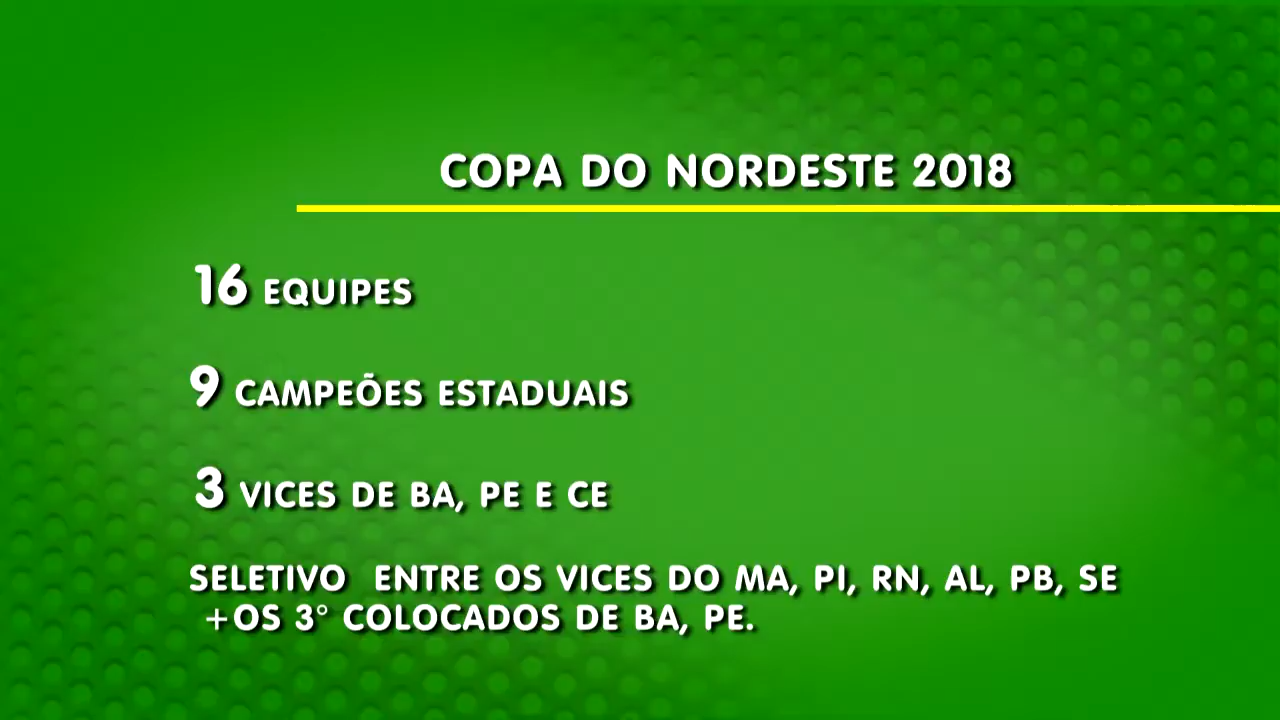 COPA DO NORDESTE 2018
16 EQUIPES
9 CAMPEÕES ESTADUAIS
3 VICES DE BA, PE E CE
SELETIVO ENTRE OS VICES DO MA, PI, RN, AL, PB, SE
+OS 3° COLOCADOS DE BA, PE.